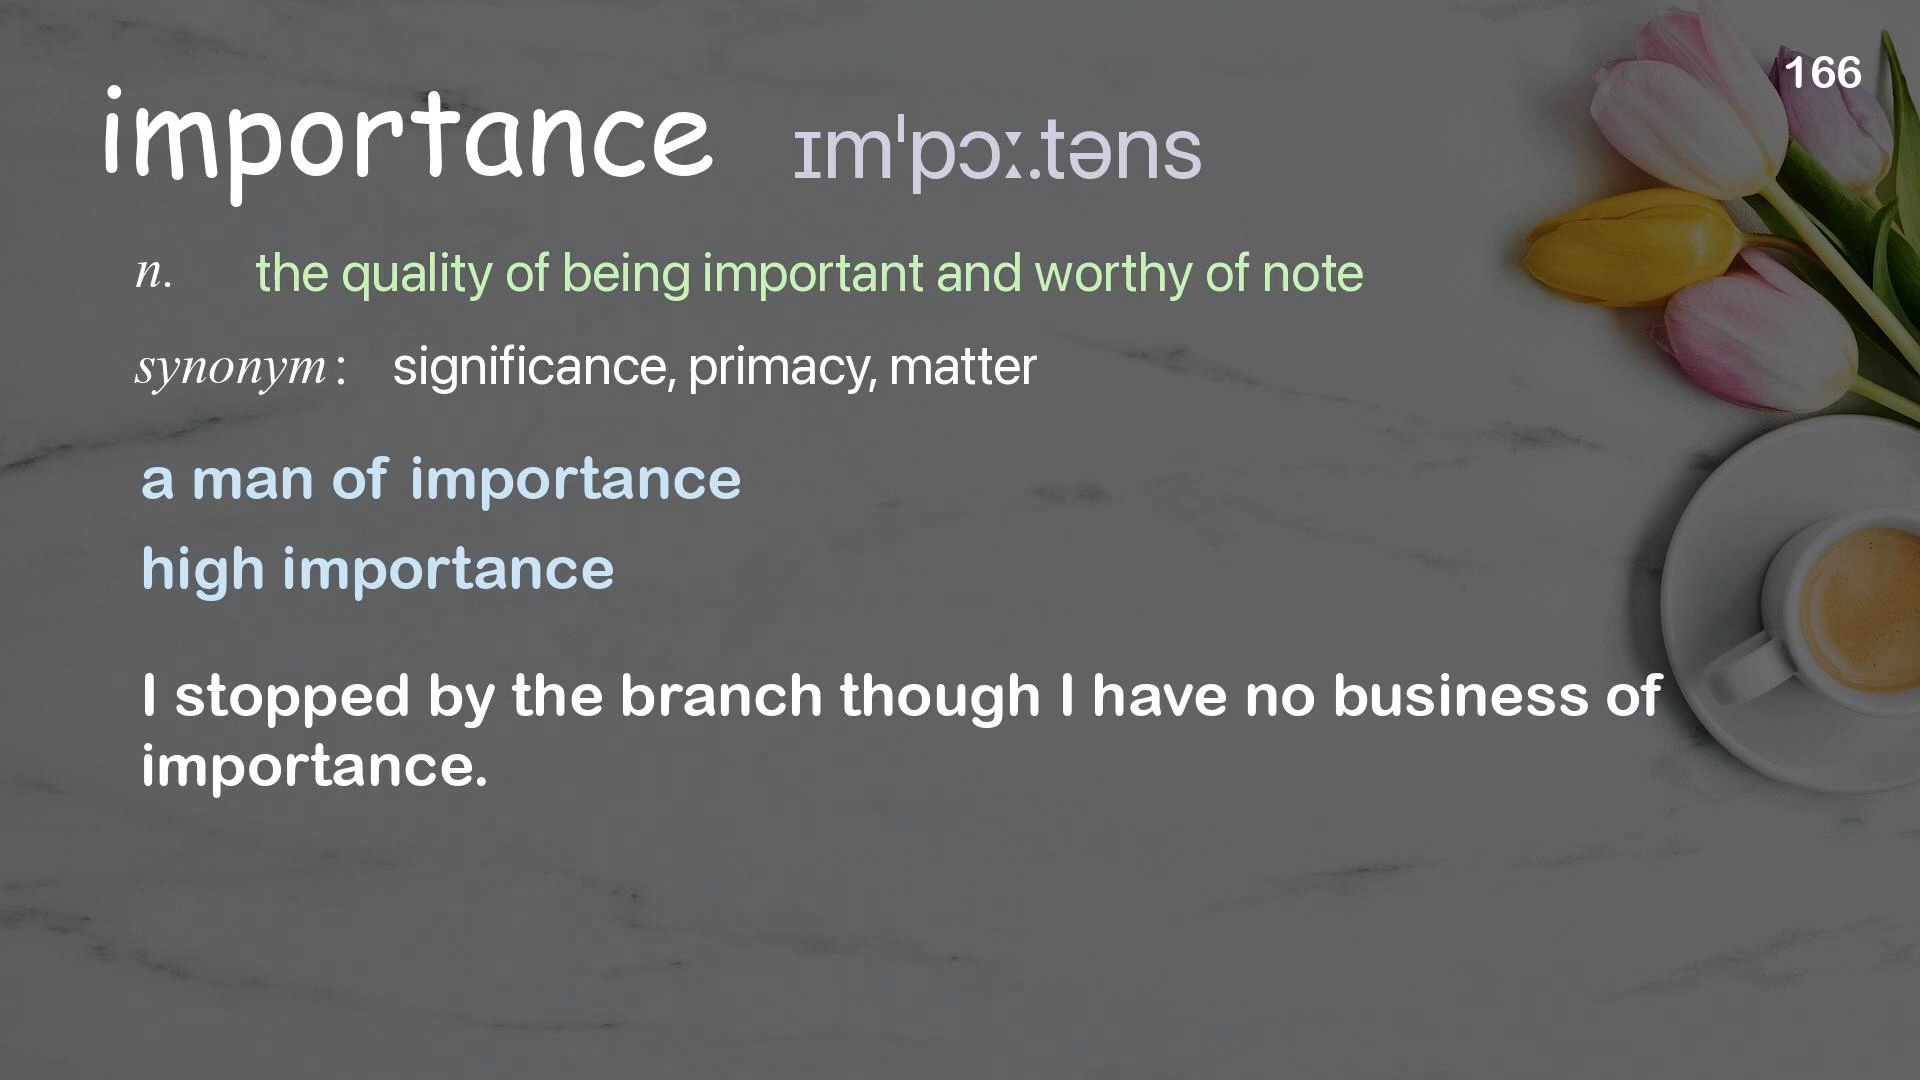 166
importance ɪmˈpɔː.təns
n. the quality of being important and worthy of note
synonym: significance, primacy, matter
a man of importance
high importance
I stopped by the branch though I have no business of
importance.